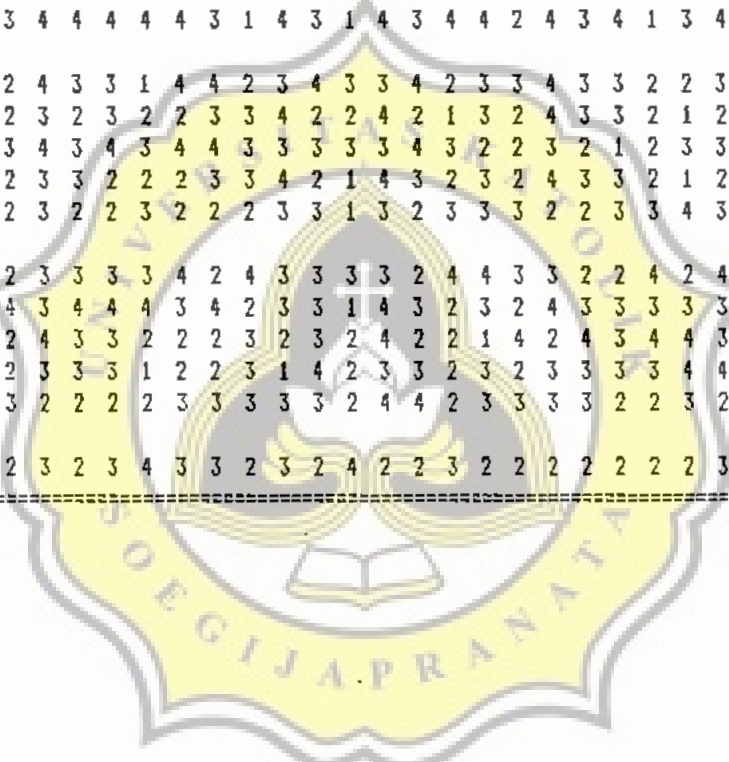 3 4 4 4 4 4 3 1 4 3 1 4 3 4 4 2 4 3 4 1 3 4
2 4 3 3 1 4 4 2 3 4 3 3 4 2 3 3 4 3 3 2 2 3
2 3 2 3 2 2 3 3 4 2 2 4 2 1 3 2 4 3 3 2 1 2
3 4 3 4 3 4 4 3 3 3 3 3 4 3 2 2 3 2 1 2 3 3
2 3 3 2 2 2 3 3 4 2 1 4 3 2 3 2 4 3 3 2 1 2
2 3 2 2 3 2 2 2 3 3 1 3 2 3 3 3 2 2 3 3 4 3
2 3 3 3 3 4 2 4 3 3 3 3 2 4 4 3 3 2 2 4 2 4
4 3 4 4 4 3 4 2 3 3 1 4 3 2 3 2 4 3 3 3 3 3
2 4 3 3 2 2 2 3 2 3 2 4 2 2 1 4 2 4 3 4 4 3
2 3 3 3 1 2 2 3 1 4 2 3 3 2 3 2 3 3 3 3 4 4
3 2 2 2 2 3 3 3 3 3 2 4 4 2 3 3 3 3 2 2 3 2
2 3 2 3 4 3 3 2 3 2 4 2 2 3 2 2 2 2 2 2 2 3
UNIVERSITAS KATOLIK
SOEGIJAPRANATA